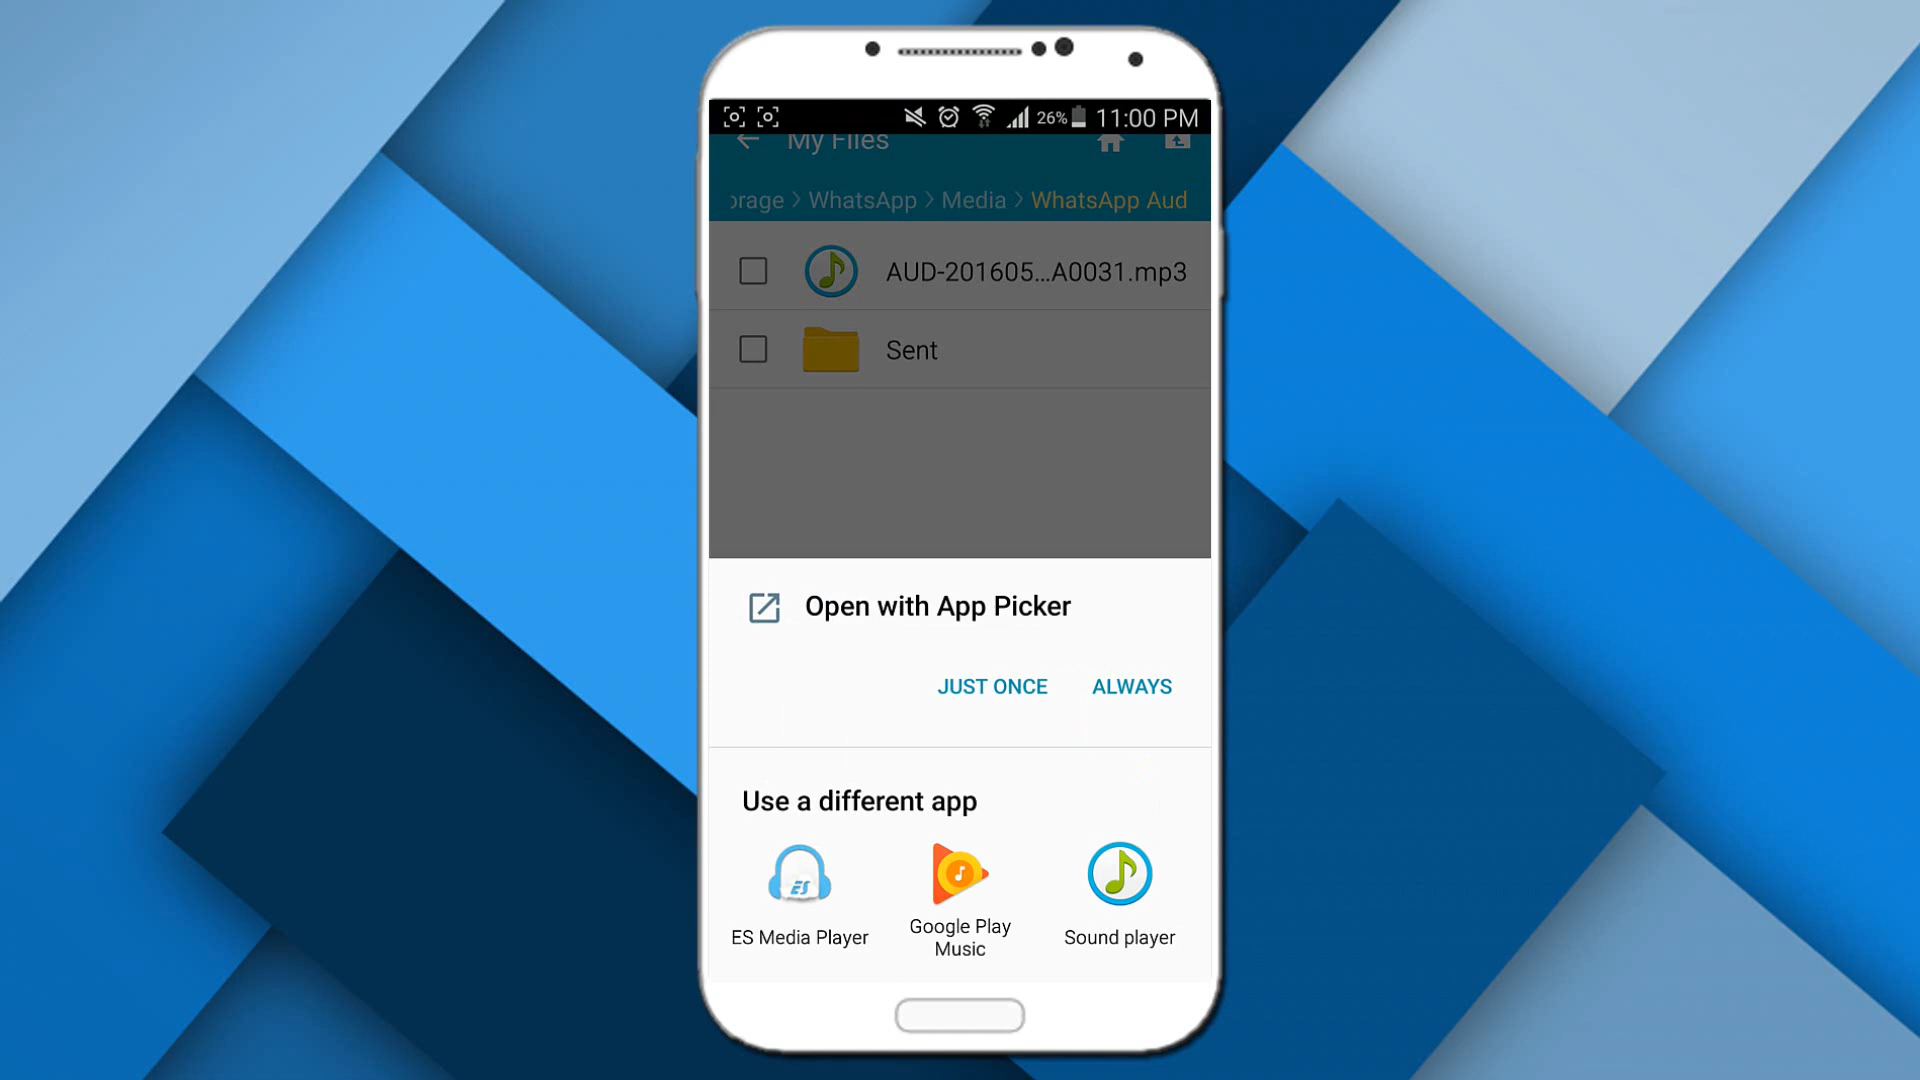 26% 11:00 PM
My Files
orage > WhatsApp > Media > WhatsApp Aud
AUD-201605...A0031.mp3
Sent
Open with App Picker
JUST ONCE ALWAYS
Use a different app
ES
ES Media Player
Google Play
Music
Sound player